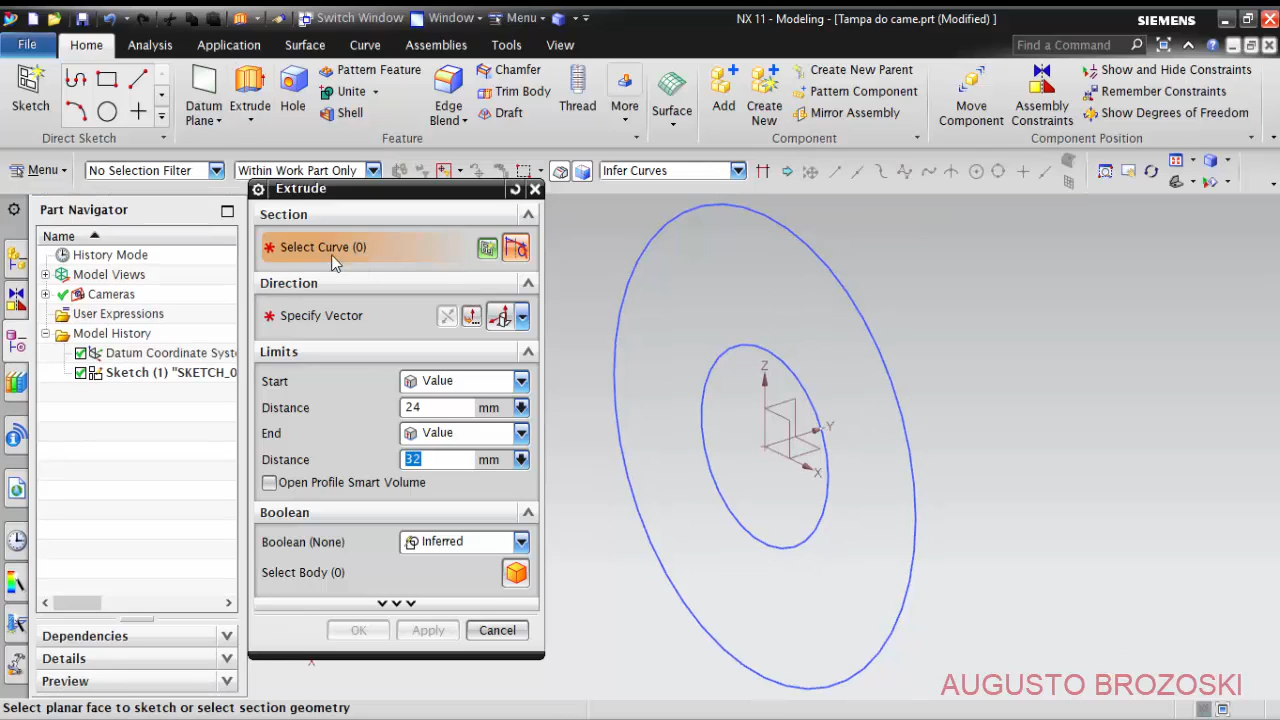 Switch Window Window Menu NX 11 - Modeling - [Tampa do came.prt (Modified) ] SIEMENS
File Home Analysis Application Surface Curve Assemblies Tools View Find a Command
Pattern Feature Chamfer Create New Parent Show and Hide Constraints
Unite Trim Body Pattern Component Remember Constraints
Sketch Datum Plane Extrude Hole Shell Edge Blend Draft Thread More Surface Add Create New Mirror Assembly Move Component Assembly Constraints Show Degrees of Freedom
Direct Sketch Feature Component Component Position
Menu No Selection Filter Within Work Part Only Infer Curves
Part Navigator
Name
History Mode
Model Views
Cameras
User Expressions
Model History
Datum Coordinate Syst
Sketch (1) "SKETCH_0
Dependencies
Details
Preview
Extrude
Section
Select Curve (0)
Direction
Specify Vector
Limits
Start Value
Distance 24 mm
End Value
Distance 32 mm
Open Profile Smart Volume
Boolean
Boolean (None) Inferred
Select Body (0)
OK Apply Cancel
Z
Y
X
X
AUGUSTO BROZOSKI
Select planar face to sketch or select section geometry